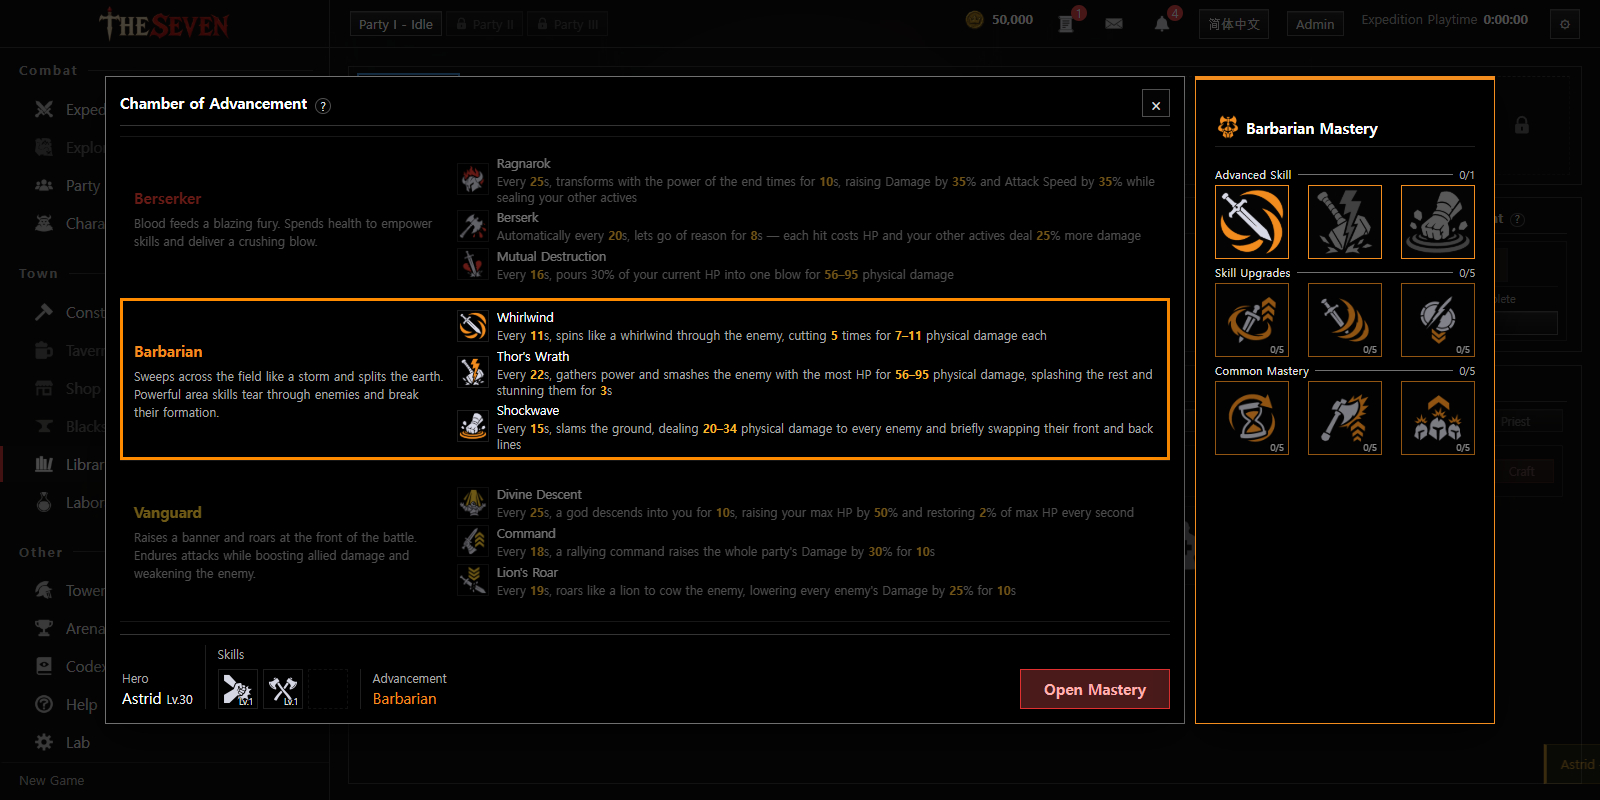 THE SEVEN
Party I - Idle
Party II
Party III
50,000
1
4
简体中文
Admin
Expedition Playtime 0:00:00
Combat
Exped
Explo
Party
Chara
Town
Const
Tavern
Shop
Blacks
Librar
Labor
Other
Tower
Arena
Codex
Help
Lab
New Game
Chamber of Advancement ?
×
Berserker
Blood feeds a blazing fury. Spends health to empower
skills and deliver a crushing blow.
Ragnarok
Every 25s, transforms with the power of the end times for 10s, raising Damage by 35% and Attack Speed by 35% while
sealing your other actives
Berserk
Automatically every 20s, lets go of reason for 8s — each hit costs HP and your other actives deal 25% more damage
Mutual Destruction
Every 16s, pours 30% of your current HP into one blow for 56–95 physical damage
Barbarian
Sweeps across the field like a storm and splits the earth.
Powerful area skills tear through enemies and break
their formation.
Whirlwind
Every 11s, spins like a whirlwind through the enemy, cutting 5 times for 7–11 physical damage each
Thor's Wrath
Every 22s, gathers power and smashes the enemy with the most HP for 56–95 physical damage, splashing the rest and
stunning them for 3s
Shockwave
Every 15s, slams the ground, dealing 20–34 physical damage to every enemy and briefly swapping their front and back
lines
Vanguard
Raises a banner and roars at the front of the battle.
Endures attacks while boosting allied damage and
weakening the enemy.
Divine Descent
Every 25s, a god descends into you for 10s, raising your max HP by 50% and restoring 2% of max HP every second
Command
Every 18s, a rallying command raises the whole party's Damage by 30% for 10s
Lion's Roar
Every 19s, roars like a lion to cow the enemy, lowering every enemy's Damage by 25% for 10s
Hero
Astrid Lv.30
Skills
Lv.1
Lv.1
Advancement
Barbarian
Open Mastery
Barbarian Mastery
Advanced Skill 0/1
Skill Upgrades 0/5
0/5
0/5
0/5
Common Mastery 0/5
0/5
0/5
0/5
?
Priest
Craft
Astrid